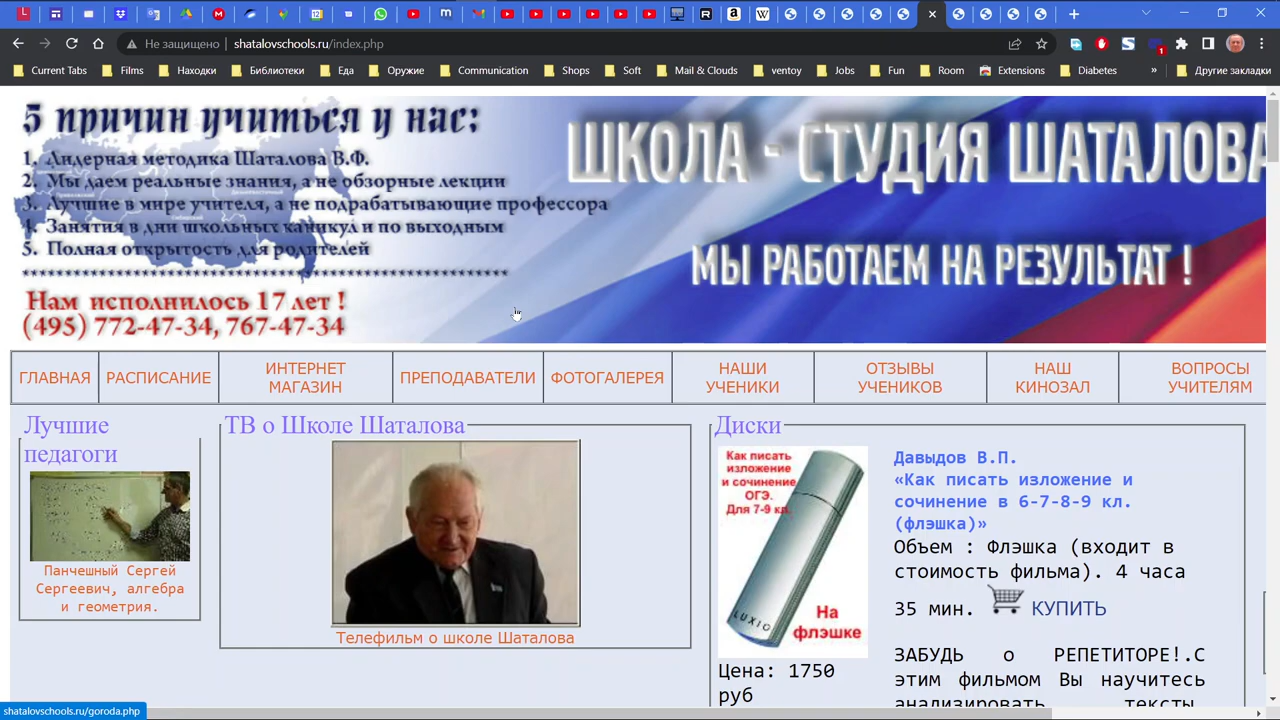 Не защищено
shatalovschools.ru/index.php
Current Tabs
Films
Находки
Библиотеки
Еда
Оружие
Communication
Shops
Soft
Mail & Clouds
ventoy
Jobs
Fun
Room
Extensions
Diabetes
»
Другие закладки
5 причин учиться у нас:
1. Лидерная методика Шаталова В.Ф.
2. Мы даем реальные знания, а не обзорные лекции
3. Лучшие в мире учителя, а не подрабатывающие профессора
4. Занятия в дни школьных каникул и по выходным
5. Полная открытость для родителей
Нам исполнилось 17 лет !
(495) 772-47-34, 767-47-34
ШКОЛА - СТУДИЯ ШАТАЛОВА
МЫ РАБОТАЕМ НА РЕЗУЛЬТАТ !
ГЛАВНАЯ
РАСПИСАНИЕ
ИНТЕРНЕТ
МАГАЗИН
ПРЕПОДАВАТЕЛИ
ФОТОГАЛЕРЕЯ
НАШИ
УЧЕНИКИ
ОТЗЫВЫ
УЧЕНИКОВ
НАШ
КИНОЗАЛ
ВОПРОСЫ
УЧИТЕЛЯМ
Лучшие
педагоги
Панчешный Сергей
Сергеевич, алгебра
и геометрия.
ТВ о Школе Шаталова
Телефильм о школе Шаталова
Диски
Как писать
изложение
и сочинение
ОГЭ.
Для 7-9 кл.
LUXIO
На
флэшке
Цена: 1750
руб
Давыдов В.П.
«Как писать изложение и
сочинение в 6-7-8-9 кл.
(флэшка)»
Объем : Флэшка (входит в
стоимость фильма). 4 часа
35 мин. КУПИТЬ
ЗАБУДЬ о РЕПЕТИТОРЕ!.С
этим фильмом Вы научитесь
анализировать тексты
shatalovschools.ru/goroda.php